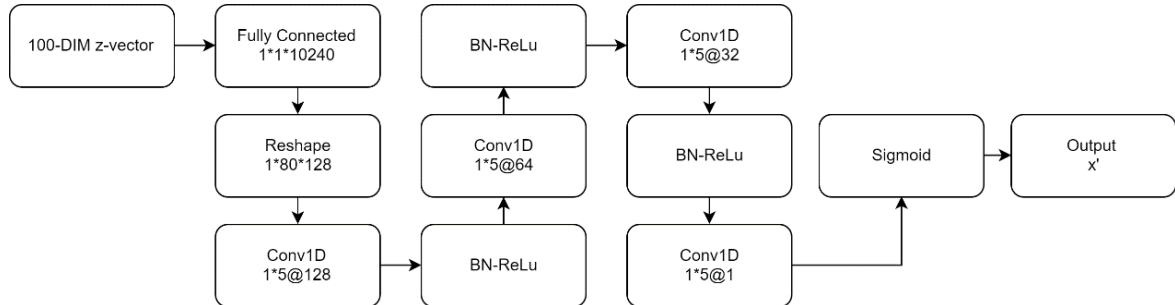 100-DIM z-vector
Fully Connected
1*1*10240
Reshape
1*80*128
Conv1D
1*5@128
BN-ReLu
Conv1D
1*5@64
BN-ReLu
Conv1D
1*5@32
BN-ReLu
Conv1D
1*5@1
Sigmoid
Output
x'